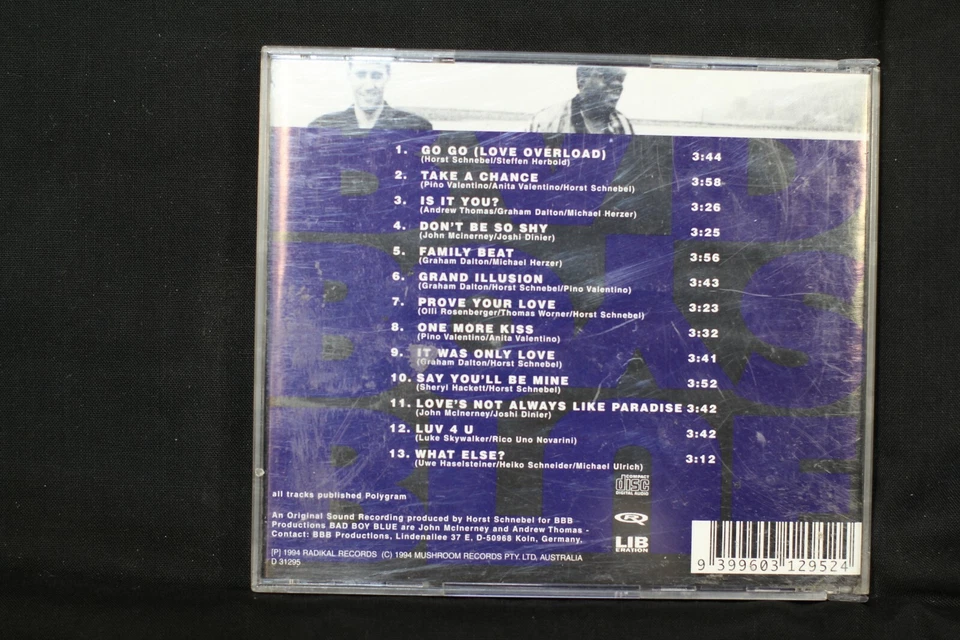 BAD
BOYS
BLUE
1. GO GO (LOVE OVERLOAD) 3:44
(Horst Schnebel/Steffen Herbold)
2. TAKE A CHANCE 3:58
(Pino Valentino/Anita Valentino/Horst Schnebel)
3. IS IT YOU? 3:26
(Andrew Thomas/Graham Dalton/Michael Herzer)
4. DON'T BE SO SHY 3:25
(John McInerney/Joshi Dinier)
5. FAMILY BEAT 3:56
(Graham Dalton/Michael Herzer)
6. GRAND ILLUSION 3:43
(Graham Dalton/Horst Schnebel/Pino Valentino)
7. PROVE YOUR LOVE 3:23
(Olli Rosenberger/Thomas Worner/Horst Schnebel)
8. ONE MORE KISS 3:32
(Pino Valentino/Anita Valentino)
9. IT WAS ONLY LOVE 3:41
(Graham Dalton/Horst Schnebel)
10. SAY YOU'LL BE MINE 3:52
(Sheryl Hackett/Horst Schnebel)
11. LOVE'S NOT ALWAYS LIKE PARADISE 3:42
(John McInerney/Joshi Dinier)
12. LUV 4 U 3:42
(Luke Skywalker/Rico Uno Novarini)
13. WHAT ELSE? 3:12
(Uwe Haselsteiner/Heiko Schneider/Michael Ulrich)
COMPACT
disc
DIGITAL AUDIO
all tracks published Polygram
An Original Sound Recording produced by Horst Schnebel for BBB
Productions BAD BOY BLUE are John McInerney and Andrew Thomas -
Contact: BBB Productions, Lindenallee 37 E, D-50968 Koln, Germany.
R
LIB
ERATION
[P] 1994 RADIKAL RECORDS (C) 1994 MUSHROOM RECORDS PTY. LTD, AUSTRALIA
D 31295
9 399603 129524